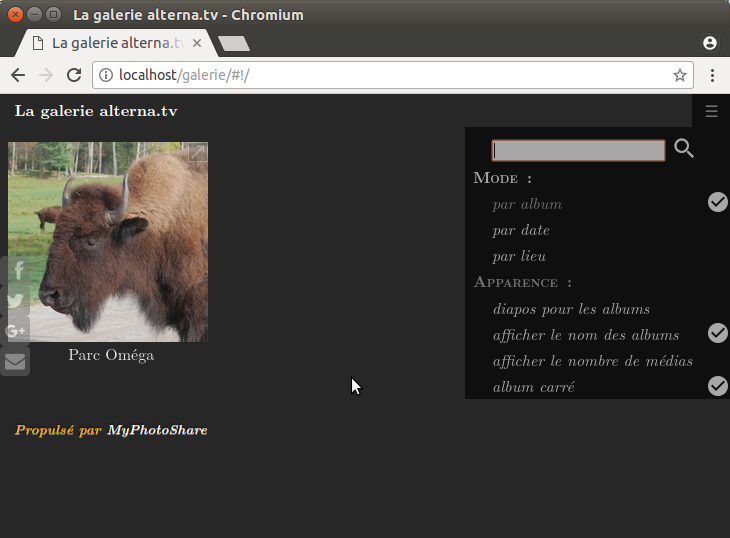 La galerie alterna.tv - Chromium
La galerie alterna.tv
localhost/galerie/#!/
La galerie alterna.tv
Mode :
par album
par date
par lieu
Apparence :
diapos pour les albums
afficher le nom des albums
afficher le nombre de médias
album carré
Parc Oméga
Propulsé par MyPhotoShare